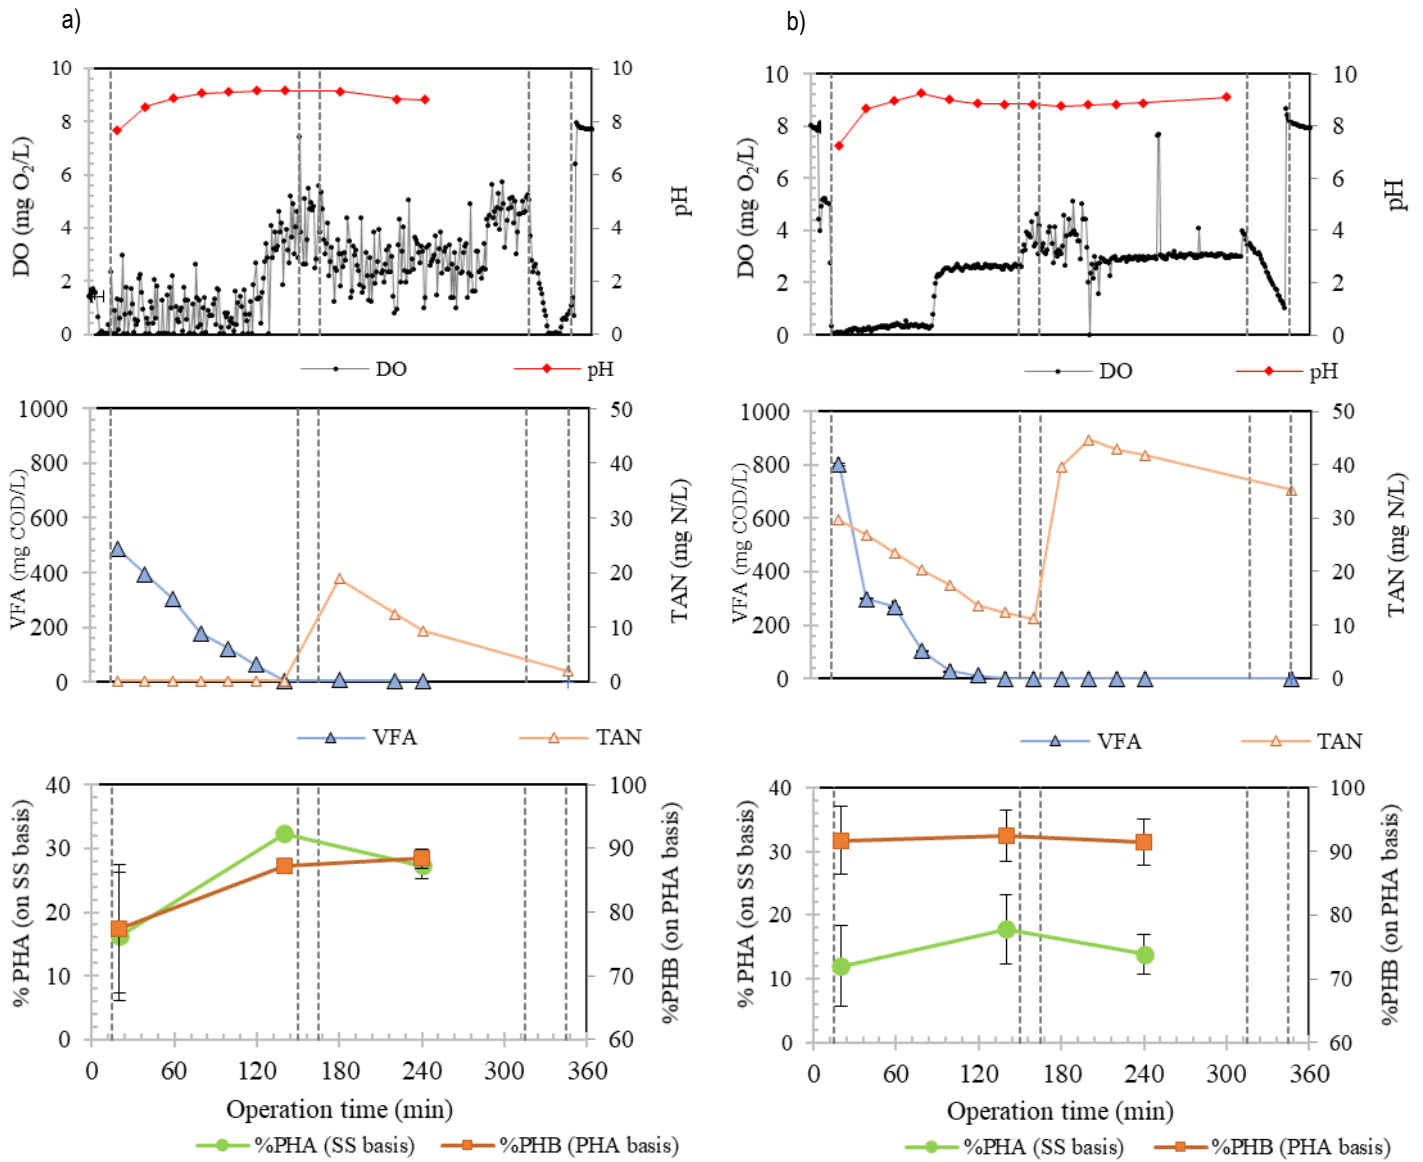 a)
10
8
6
4
2
0
DO (mg O₂/L)
10
8
6
4
2
0
pH
DO
pH
1000
800
600
400
200
0
VFA (mg COD/L)
50
40
30
20
10
0
TAN (mg N/L)
VFA
TAN
40
30
20
10
0
% PHA (on SS basis)
100
90
80
70
60
%PHB (on PHA basis)
0 60 120 180 240 300 360
Operation time (min)
%PHA (SS basis)
%PHB (PHA basis)
b)
10
8
6
4
2
0
DO (mg O₂/L)
10
8
6
4
2
0
pH
DO
pH
1000
800
600
400
200
0
VFA (mg COD/L)
50
40
30
20
10
0
TAN (mg N/L)
VFA
TAN
40
30
20
10
0
% PHA (on SS basis)
100
90
80
70
60
%PHB (on PHA basis)
0 60 120 180 240 300 360
Operation time (min)
%PHA (SS basis)
%PHB (PHA basis)